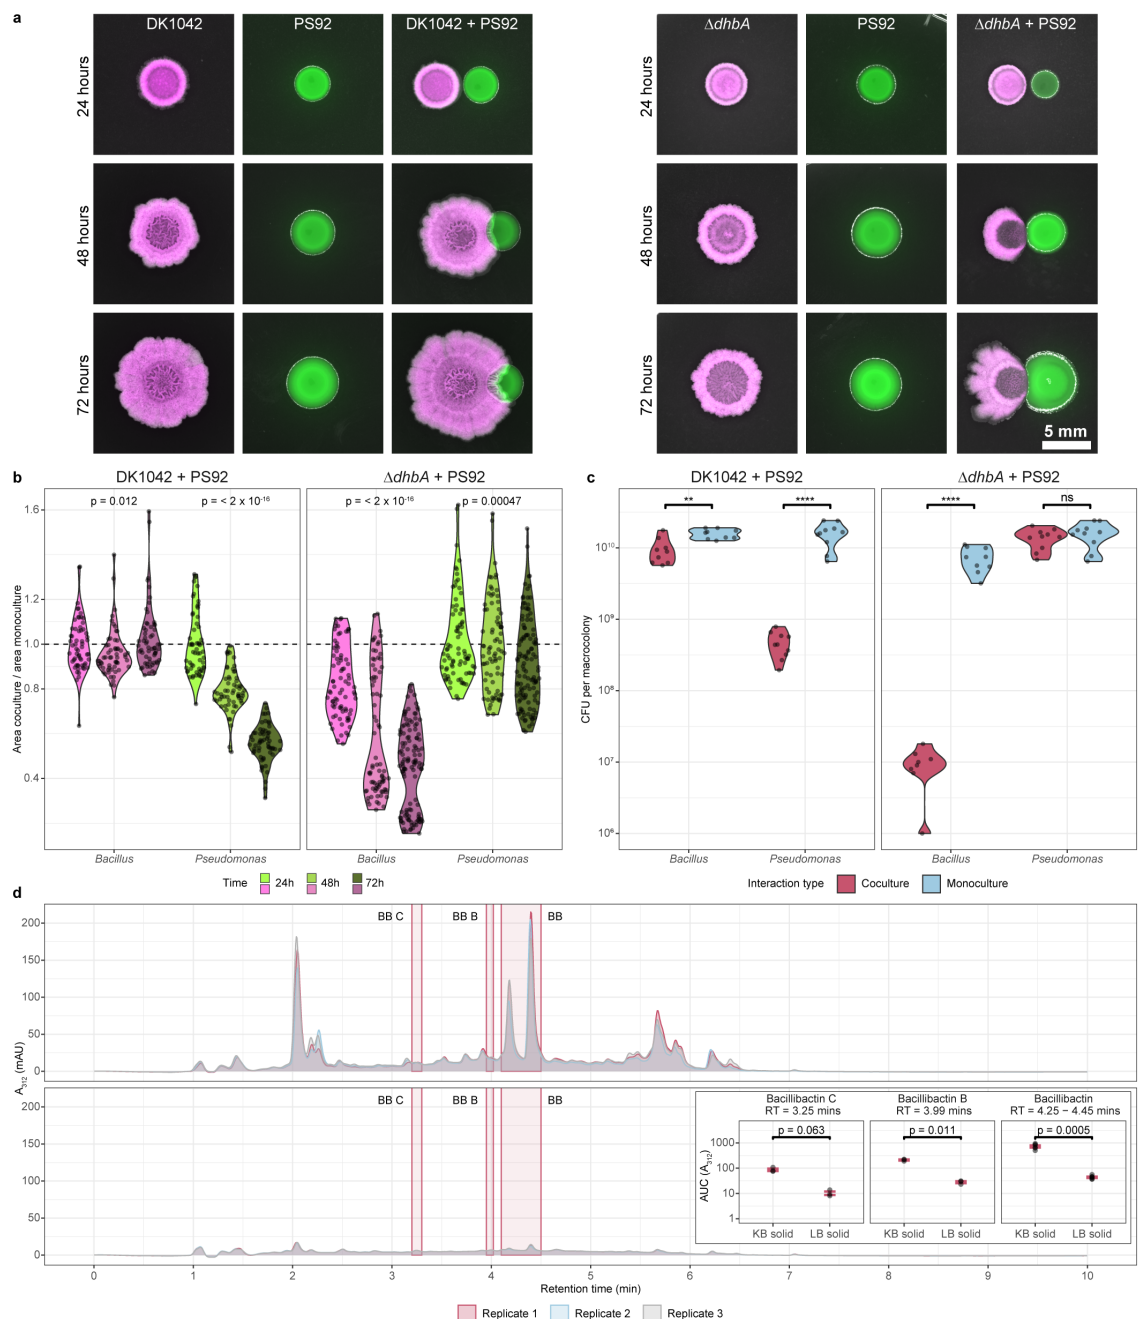 a
DK1042 PS92 DK1042 + PS92 ΔdhbA PS92 ΔdhbA + PS92
24 hours 24 hours
48 hours 48 hours
72 hours 72 hours
5 mm
b
DK1042 + PS92 ΔdhbA + PS92
p = 0.012 p = < 2 x 10⁻¹⁶ p = < 2 x 10⁻¹⁶ p = 0.00047
Area coculture / area monoculture
1.6
1.2
1.0
0.8
0.4
Bacillus Pseudomonas Bacillus Pseudomonas
Time 24h 48h 72h
c
DK1042 + PS92 ΔdhbA + PS92
** **** **** ns
CFU per macrocolony
10¹⁰
10⁹
10⁸
10⁷
10⁶
Bacillus Pseudomonas Bacillus Pseudomonas
Interaction type Coculture Monoculture
d
A₃₁₂ (mAU)
200
150
100
50
0
BB C BB B BB
200
150
100
50
0
BB C BB B BB
Bacillibactin C Bacillibactin B Bacillibactin
RT = 3.25 mins RT = 3.99 mins RT = 4.25 − 4.45 mins
p = 0.063 p = 0.011 p = 0.0005
AUC (A₃₁₂)
1000
100
10
1
KB solid LB solid KB solid LB solid KB solid LB solid
0 1 2 3 4 5 6 7 8 9 10
Retention time (min)
Replicate 1 Replicate 2 Replicate 3